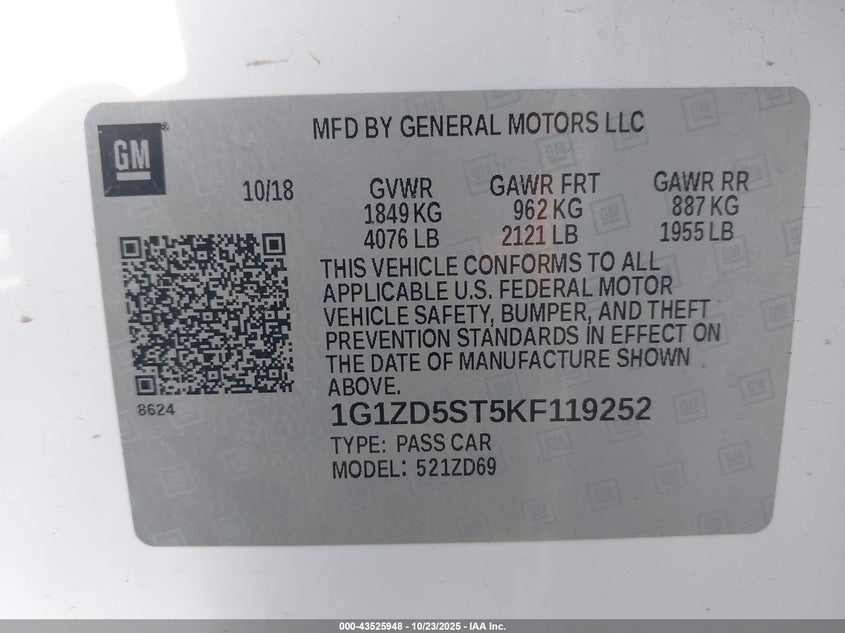 GM
MFD BY GENERAL MOTORS LLC
10/18
GVWR
1849 KG
4076 LB
GAWR FRT
962 KG
2121 LB
GAWR RR
887 KG
1955 LB
THIS VEHICLE CONFORMS TO ALL
APPLICABLE U.S. FEDERAL MOTOR
VEHICLE SAFETY, BUMPER, AND THEFT
PREVENTION STANDARDS IN EFFECT ON
THE DATE OF MANUFACTURE SHOWN
ABOVE.
8624
1G1ZD5ST5KF119252
TYPE: PASS CAR
MODEL: 521ZD69
000-43525948 - 10/23/2025 - IAA Inc.